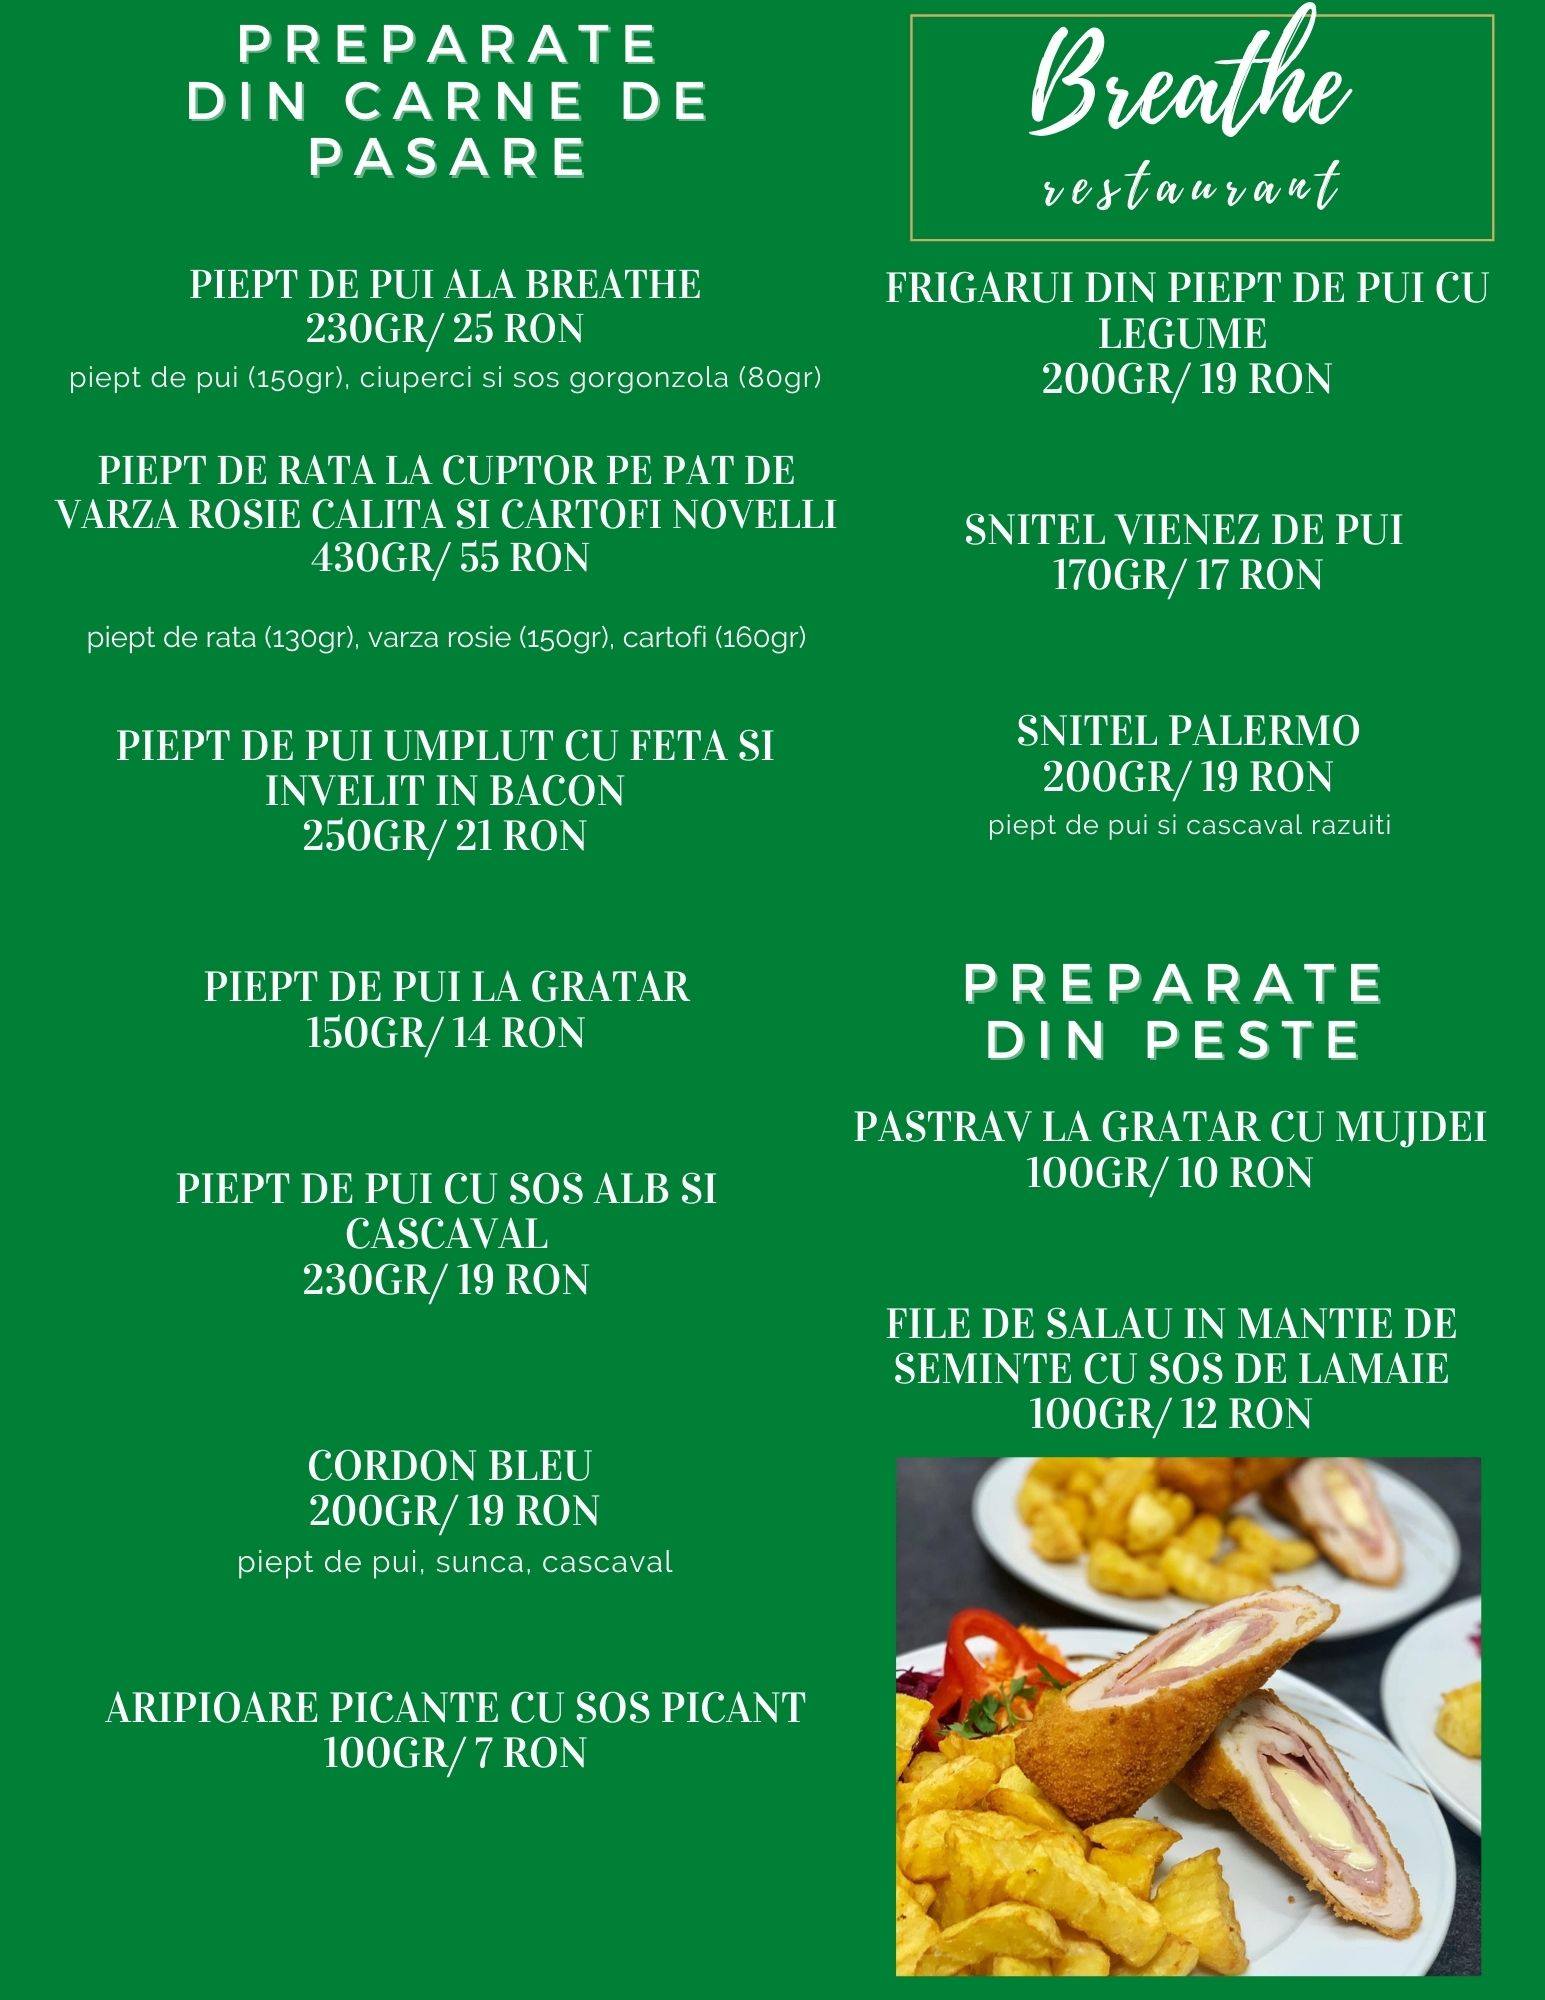 PREPARATE
DIN CARNE DE
PASARE
PIEPT DE PUI ALA BREATHE
230GR/ 25 RON
piept de pui (150gr), ciuperci si sos gorgonzola (80gr)
PIEPT DE RATA LA CUPTOR PE PAT DE
VARZA ROSIE CALITA SI CARTOFI NOVELLI
430GR/ 55 RON
piept de rata (130gr), varza rosie (150gr), cartofi (160gr)
PIEPT DE PUI UMPLUT CU FETA SI
INVELIT IN BACON
250GR/ 21 RON
PIEPT DE PUI LA GRATAR
150GR/ 14 RON
PIEPT DE PUI CU SOS ALB SI
CASCAVAL
230GR/ 19 RON
CORDON BLEU
200GR/ 19 RON
piept de pui, sunca, cascaval
ARIPIOARE PICANTE CU SOS PICANT
100GR/ 7 RON
Breathe
restaurant
FRIGARUI DIN PIEPT DE PUI CU
LEGUME
200GR/ 19 RON
SNITEL VIENEZ DE PUI
170GR/ 17 RON
SNITEL PALERMO
200GR/ 19 RON
piept de pui si cascaval razuiti
PREPARATE
DIN PESTE
PASTRAV LA GRATAR CU MUJDEI
100GR/ 10 RON
FILE DE SALAU IN MANTIE DE
SEMINTE CU SOS DE LAMAIE
100GR/ 12 RON